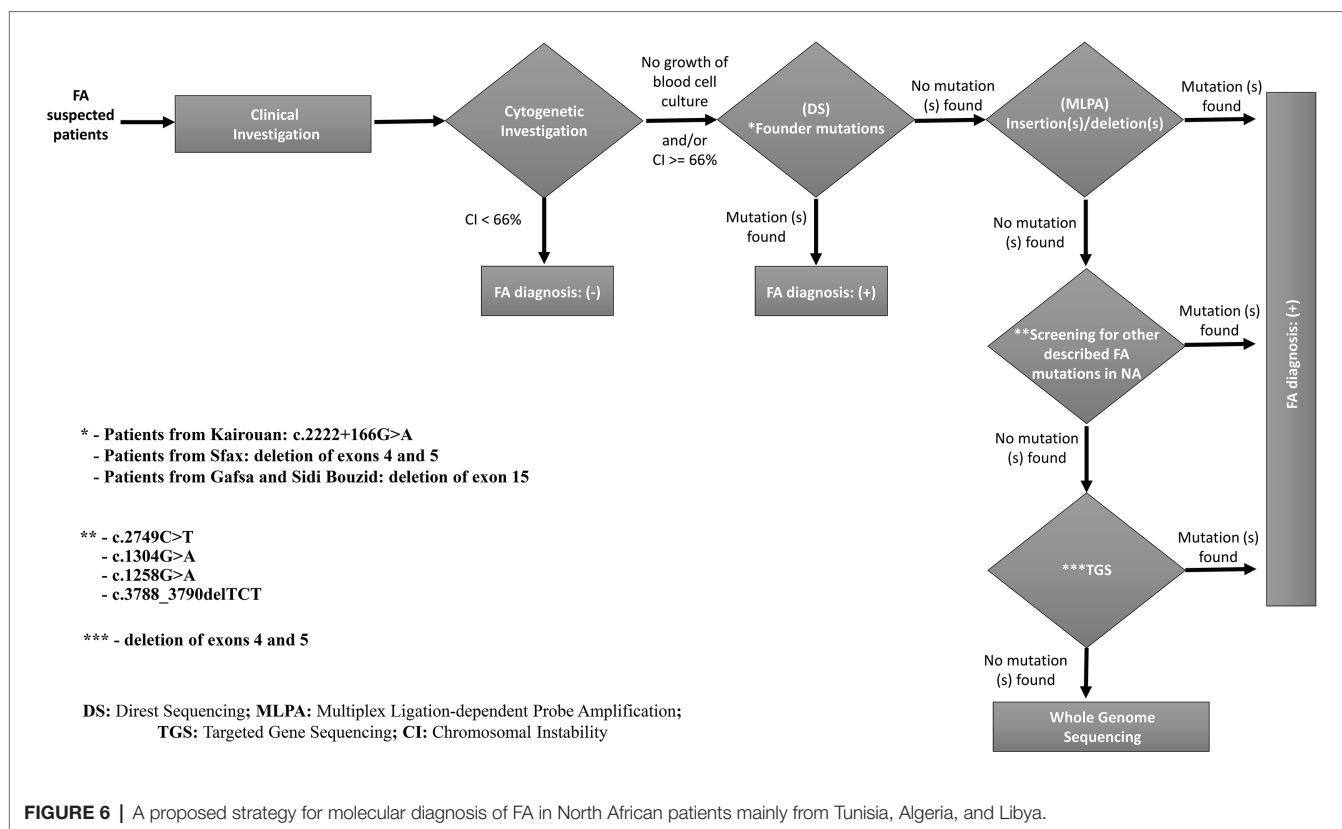 FA
suspected
patients
Clinical
Investigation
Cytogenetic
Investigation
No growth of
blood cell
culture
and/or
CI >= 66%
CI < 66%
FA diagnosis: (-)
(DS)
*Founder mutations
Mutation (s)
found
FA diagnosis: (+)
No mutation
(s) found
(MLPA)
Insertion(s)/deletion(s)
Mutation (s)
found
No mutation
(s) found
**Screening for other
described FA
mutations in NA
Mutation (s)
found
No mutation
(s) found
***TGS
Mutation (s)
found
No mutation
(s) found
Whole Genome
Sequencing
FA diagnosis: (+)
* - Patients from Kairouan: c.2222+166G>A
- Patients from Sfax: deletion of exons 4 and 5
- Patients from Gafsa and Sidi Bouzid: deletion of exon 15
** - c.2749C>T
- c.1304G>A
- c.1258G>A
- c.3788_3790delTCT
*** - deletion of exons 4 and 5
DS: Direst Sequencing; MLPA: Multiplex Ligation-dependent Probe Amplification;
TGS: Targeted Gene Sequencing; CI: Chromosomal Instability
FIGURE 6 | A proposed strategy for molecular diagnosis of FA in North African patients mainly from Tunisia, Algeria, and Libya.